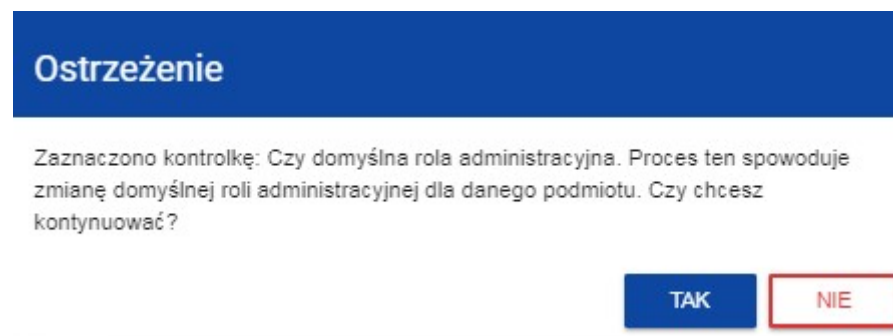 Ostrzeżenie
Zaznaczono kontrolkę: Czy domyślna rola administracyjna. Proces ten spowoduje
zmianę domyślnej roli administracyjnej dla danego podmiotu. Czy chcesz
kontynuować?
TAK
NIE